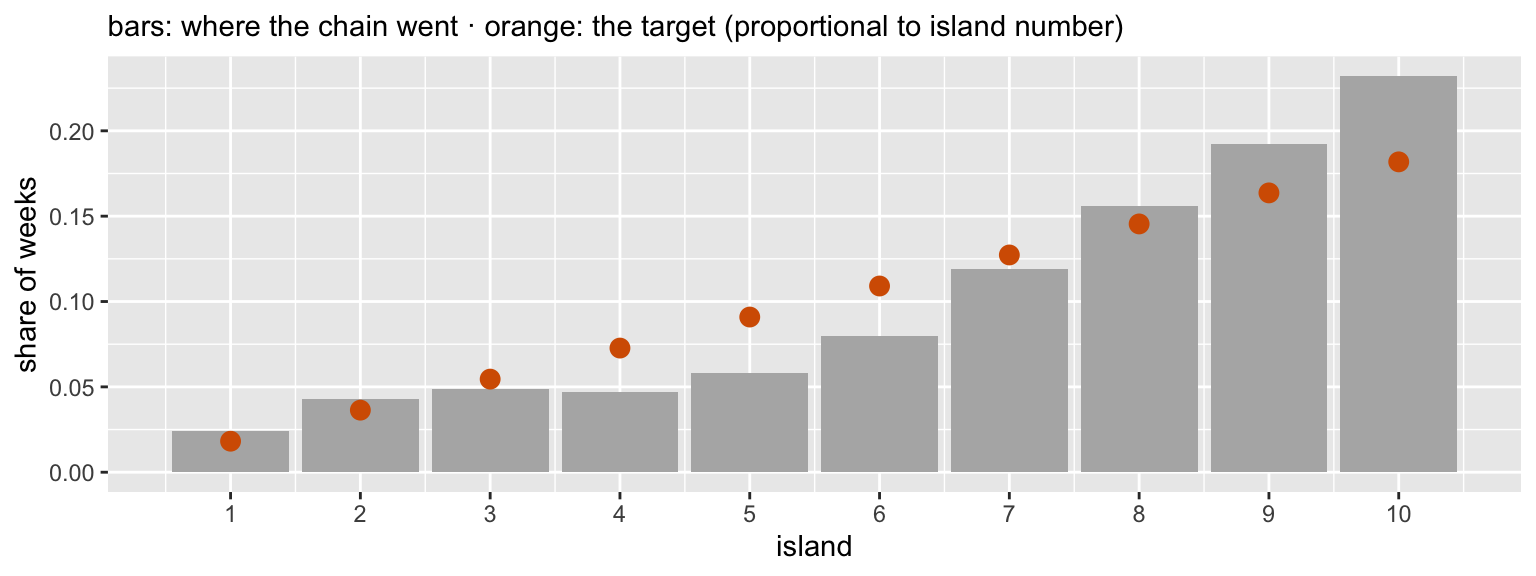 bars: where the chain went · orange: the target (proportional to island number)
share of weeks
0.20
0.15
0.10
0.05
0.00
1 2 3 4 5 6 7 8 9 10
island